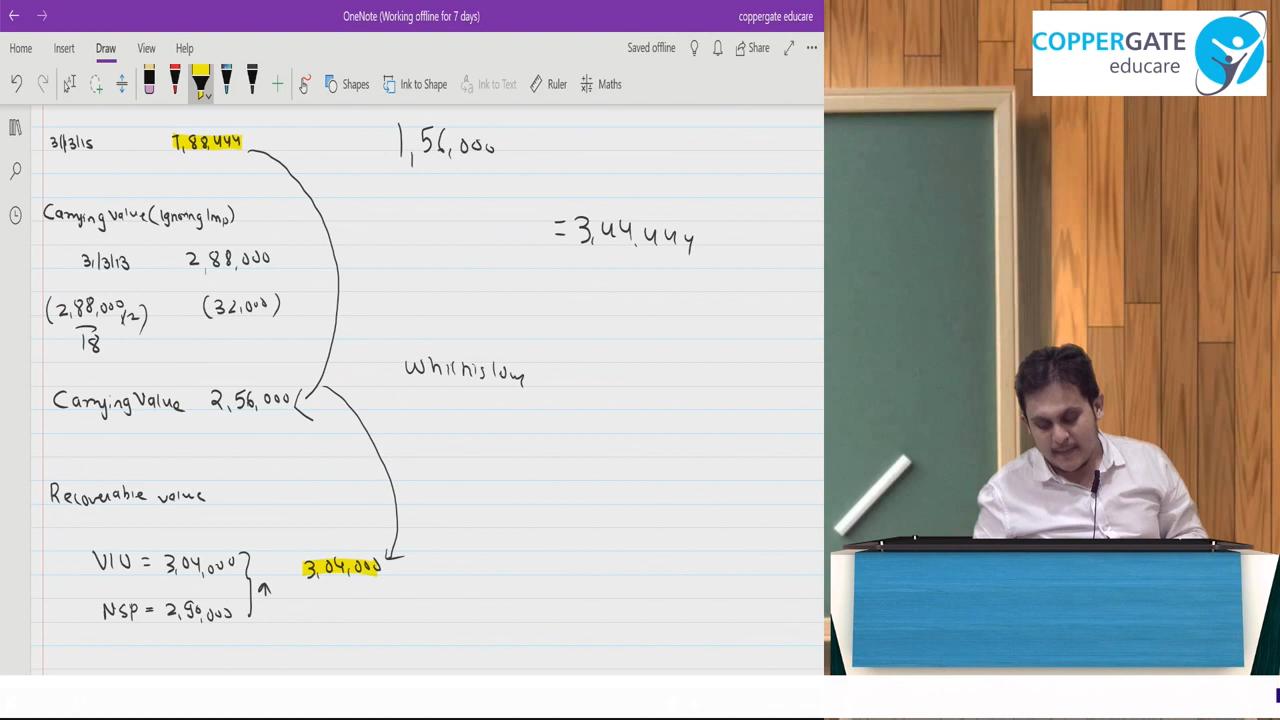 OneNote (Working offline for 7 days)
coppergate educare
Home Insert Draw View Help
Saved offline
Share
Shapes
Ink to Shape
Ink to Text
Ruler
Maths
COPPERGATE
educare
31/3/15 1,88,444
1,56,000
Carrying Value (Ignoring Imp)
= 3,44,444
31/3/13 2,88,000
(2,88,000/18 x2) (32,000)
Which is low
Carrying Value 2,56,000
Recoverable value
VIU = 3,04,000
3,04,000
NSP = 2,90,000